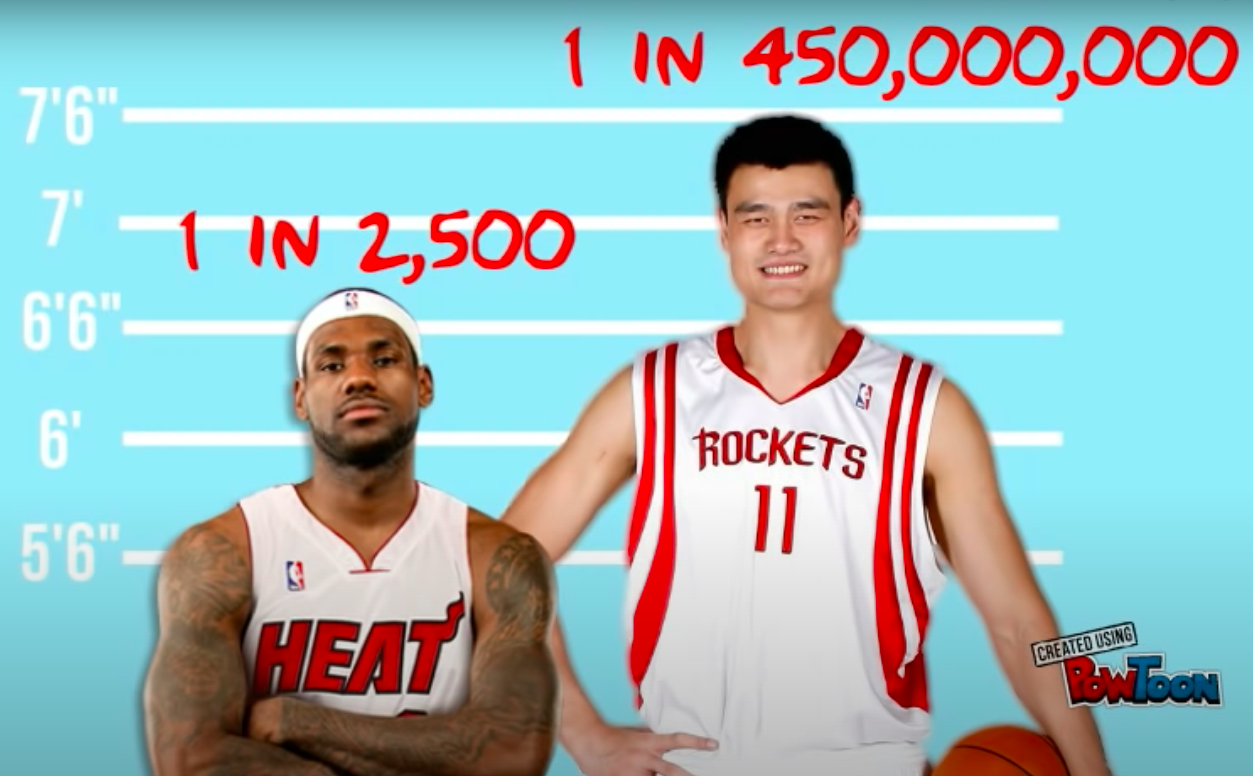 1 IN 450,000,000
7'6"
7'
1 IN 2,500
6'6"
6'
ROCKETS
11
5'6"
HEAT
CREATED USING
POWTOON